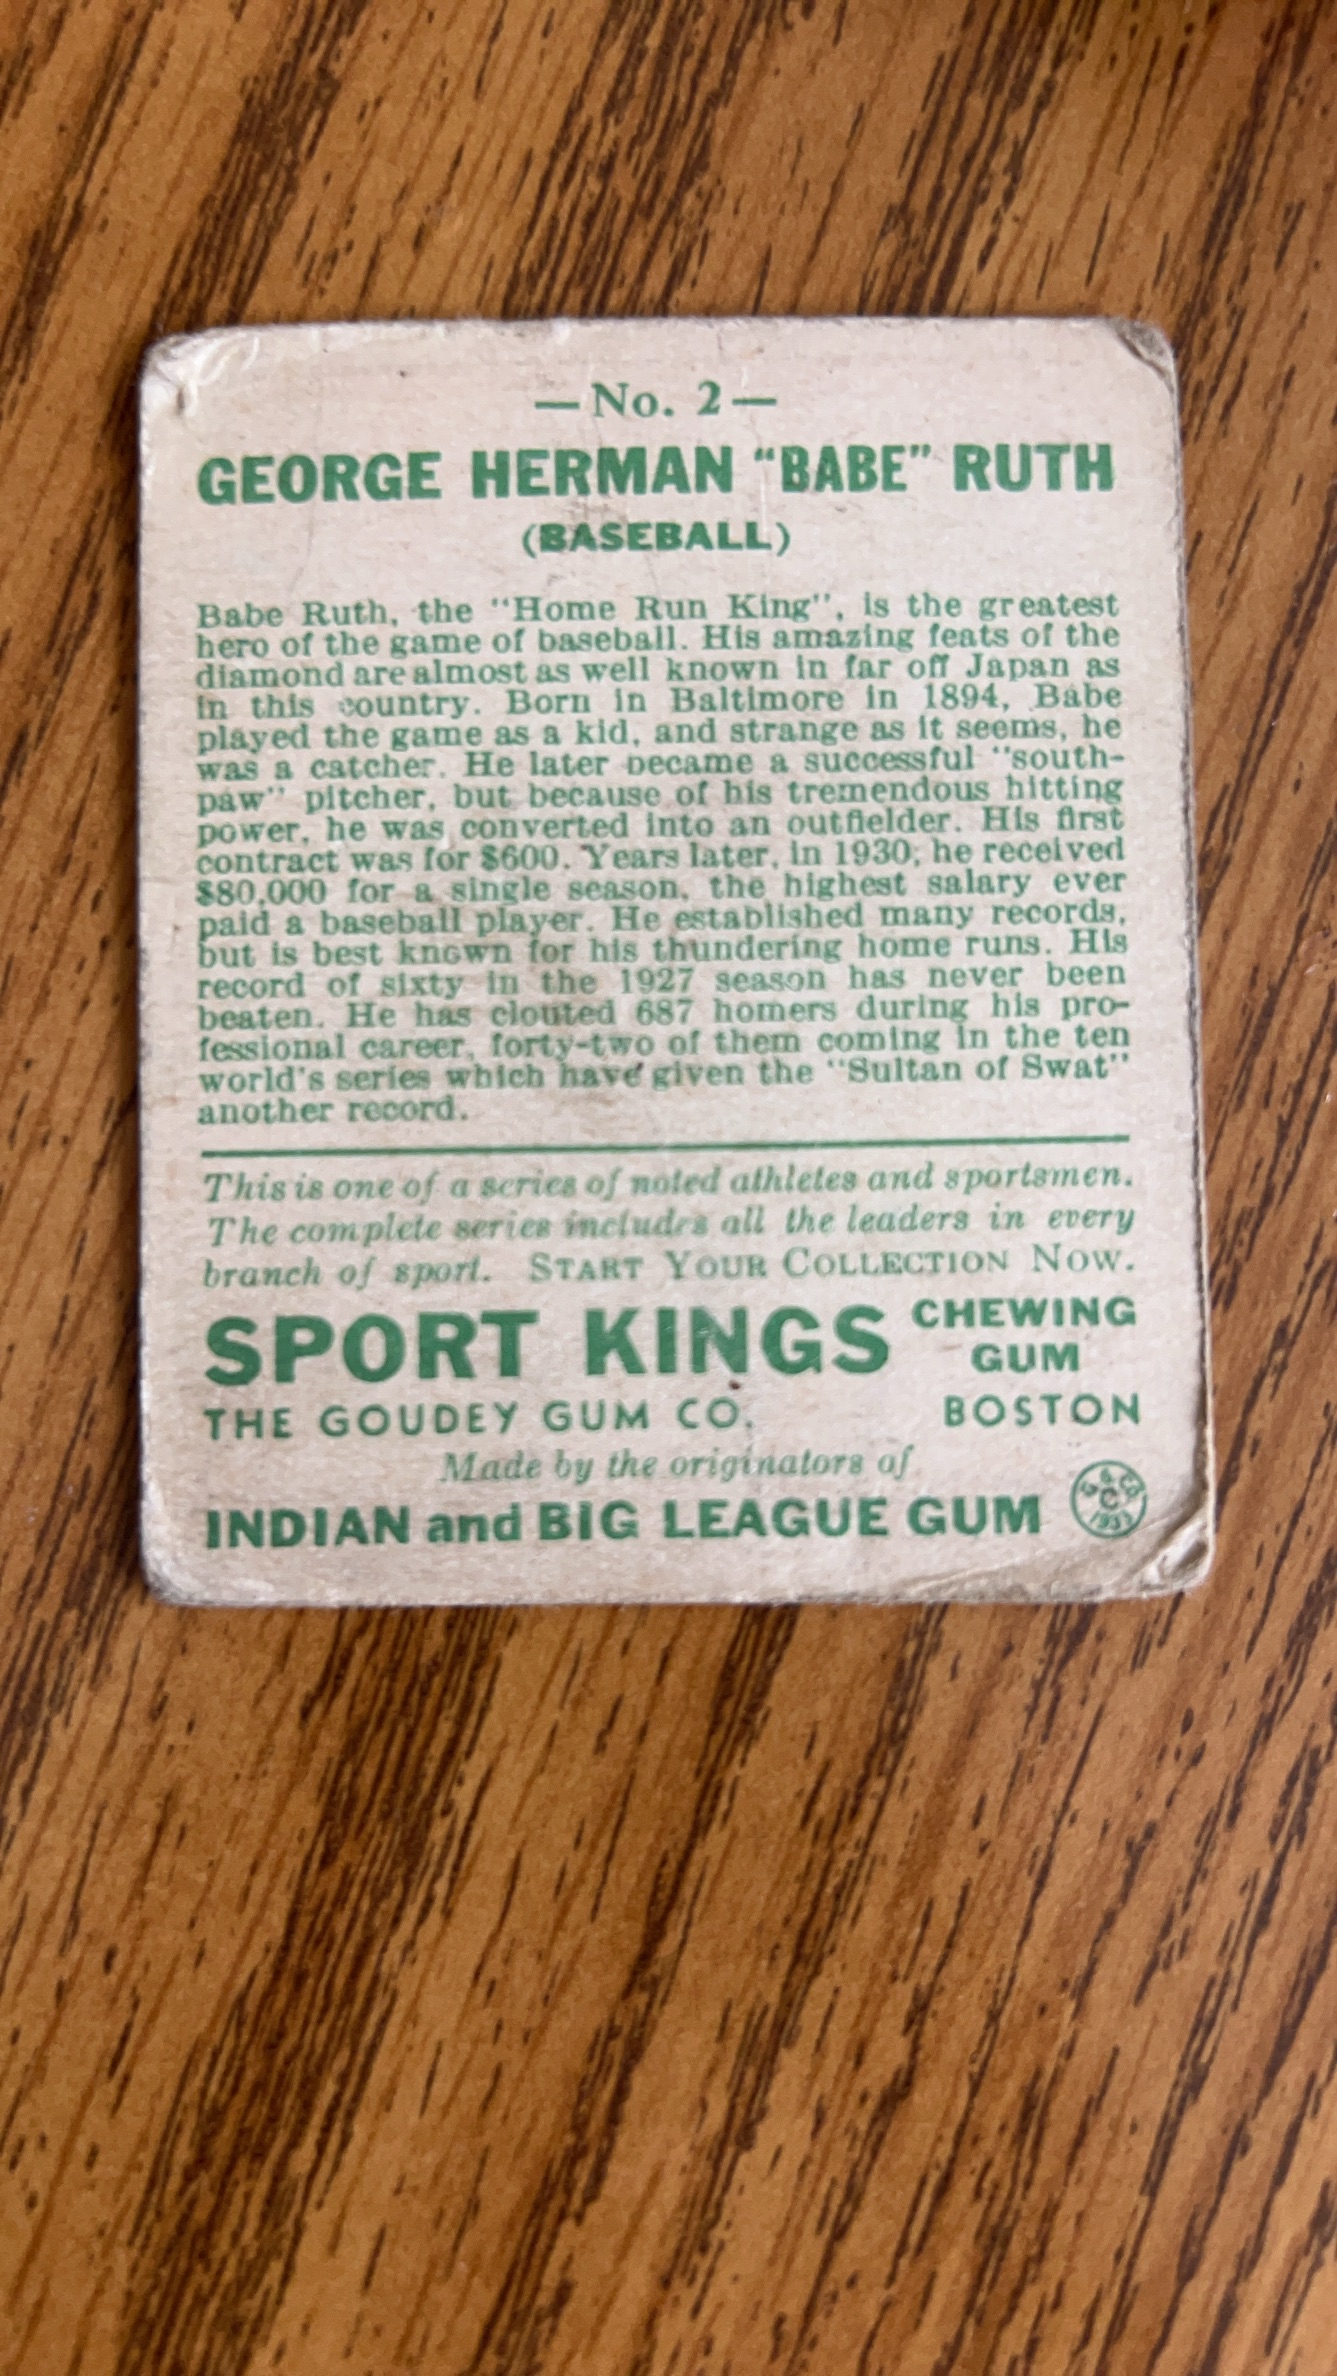 — No. 2 —
GEORGE HERMAN "BABE" RUTH
(BASEBALL)
Babe Ruth, the "Home Run King", is the greatest
hero of the game of baseball. His amazing feats of the
diamond are almost as well known in far off Japan as
in this country. Born in Baltimore in 1894, Babe
played the game as a kid, and strange as it seems, he
was a catcher. He later became a successful "south-
paw" pitcher, but because of his tremendous hitting
power, he was converted into an outfielder. His first
contract was for $600. Years later, in 1930, he received
$80,000 for a single season, the highest salary ever
paid a baseball player. He established many records,
but is best known for his thundering home runs. His
record of sixty in the 1927 season has never been
beaten. He has clouted 687 homers during his pro-
fessional career, forty-two of them coming in the ten
world's series which have given the "Sultan of Swat"
another record.
This is one of a series of noted athletes and sportsmen.
The complete series includes all the leaders in every
branch of sport. START YOUR COLLECTION NOW.
SPORT KINGS CHEWING GUM
THE GOUDEY GUM CO. BOSTON
Made by the originators of
INDIAN and BIG LEAGUE GUM
G. G. Co.
C
1933